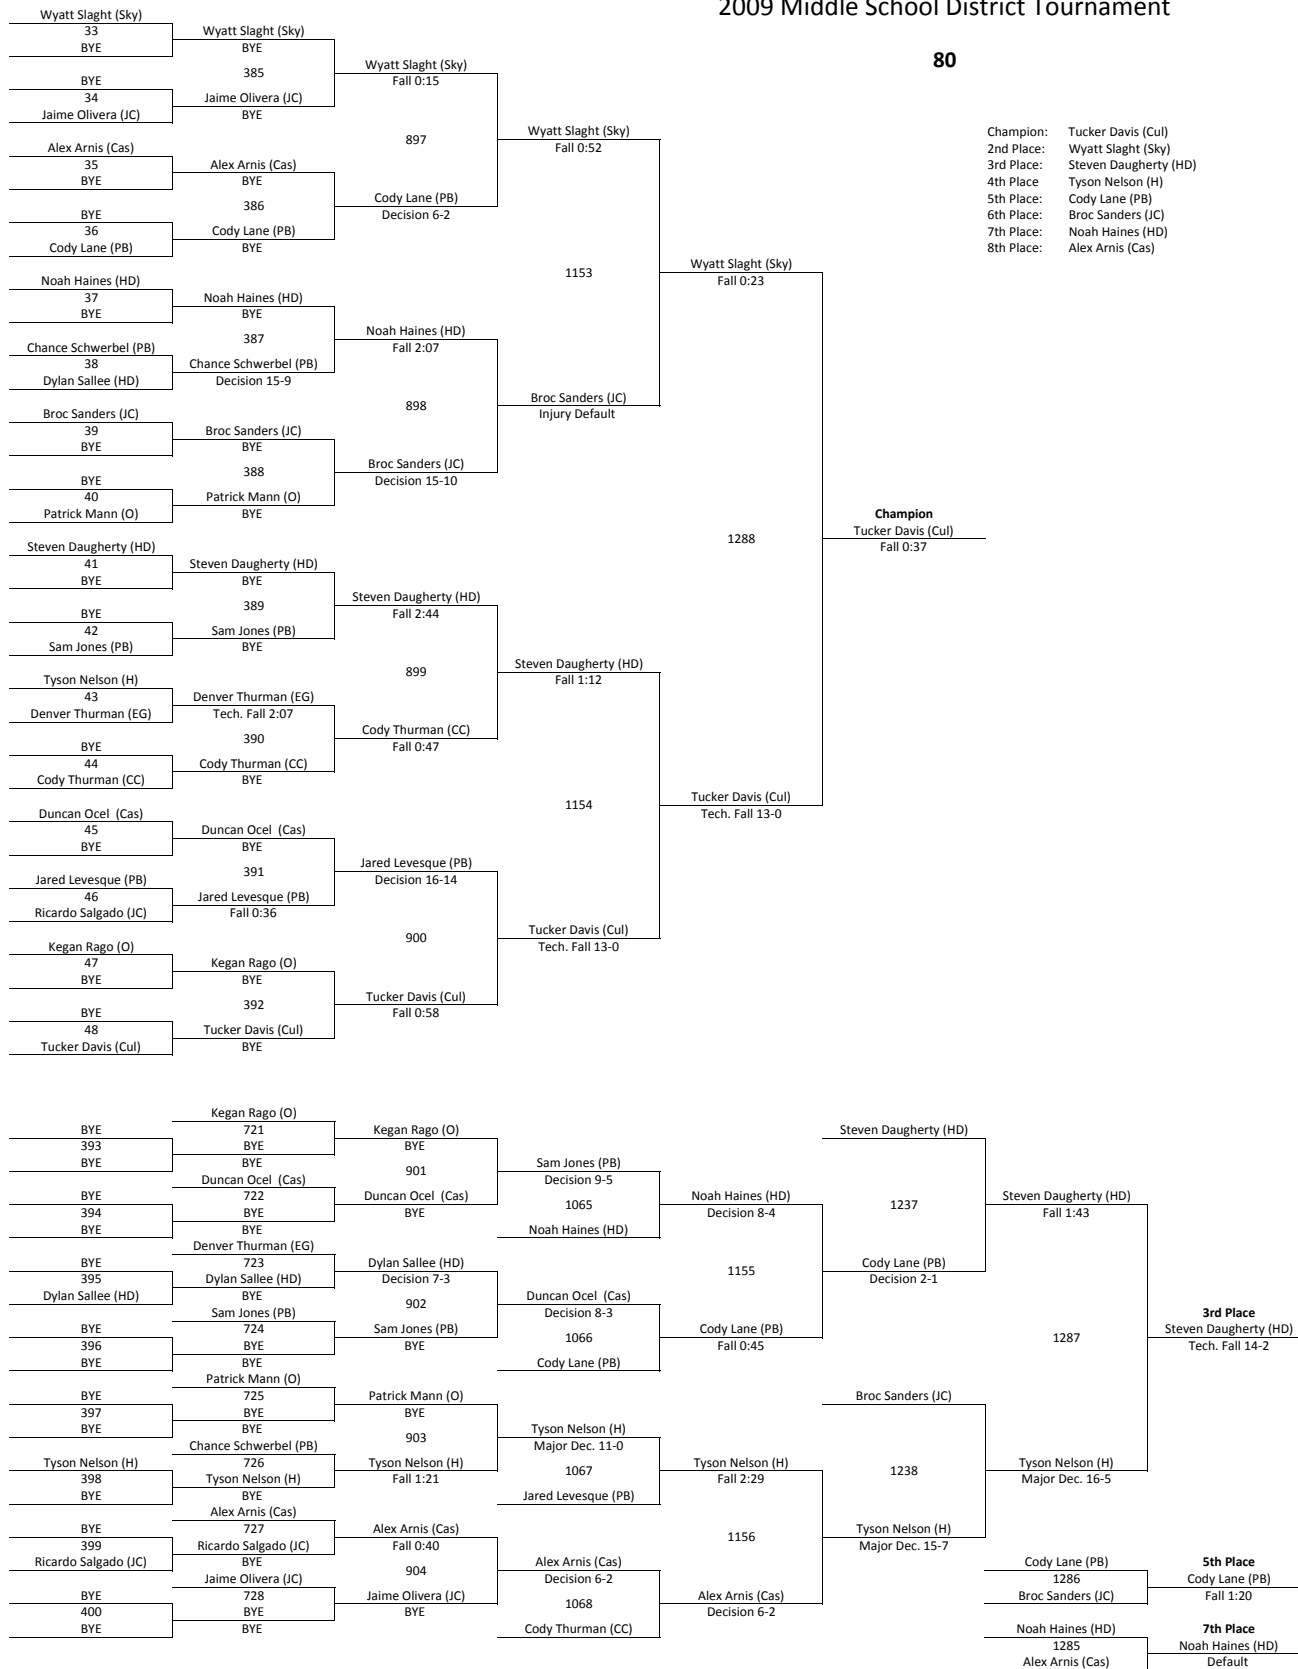 2009 Middle School District Tournament
80
Champion: Tucker Davis (Cul)
2nd Place: Wyatt Slaght (Sky)
3rd Place: Steven Daugherty (HD)
4th Place Tyson Nelson (H)
5th Place: Cody Lane (PB)
6th Place: Broc Sanders (JC)
7th Place: Noah Haines (HD)
8th Place: Alex Arnis (Cas)
Wyatt Slaght (Sky)
33
BYE
BYE
34
Jaime Olivera (JC)
Alex Arnis (Cas)
35
BYE
BYE
36
Cody Lane (PB)
Noah Haines (HD)
37
BYE
Chance Schwerbel (PB)
38
Dylan Sallee (HD)
Broc Sanders (JC)
39
BYE
BYE
40
Patrick Mann (O)
Steven Daugherty (HD)
41
BYE
BYE
42
Sam Jones (PB)
Tyson Nelson (H)
43
Denver Thurman (EG)
BYE
44
Cody Thurman (CC)
Duncan Ocel (Cas)
45
BYE
Jared Levesque (PB)
46
Ricardo Salgado (JC)
Kegan Rago (O)
47
BYE
BYE
48
Tucker Davis (Cul)
Wyatt Slaght (Sky)
BYE
385
Jaime Olivera (JC)
BYE
Alex Arnis (Cas)
BYE
386
Cody Lane (PB)
BYE
Noah Haines (HD)
BYE
387
Chance Schwerbel (PB)
Decision 15-9
Broc Sanders (JC)
BYE
388
Patrick Mann (O)
BYE
Steven Daugherty (HD)
BYE
389
Sam Jones (PB)
BYE
Denver Thurman (EG)
Tech. Fall 2:07
390
Cody Thurman (CC)
BYE
Duncan Ocel (Cas)
BYE
391
Jared Levesque (PB)
Fall 0:36
Kegan Rago (O)
BYE
392
Tucker Davis (Cul)
BYE
Wyatt Slaght (Sky)
Fall 0:15
897
Cody Lane (PB)
Decision 6-2
Noah Haines (HD)
Fall 2:07
898
Broc Sanders (JC)
Decision 15-10
Steven Daugherty (HD)
Fall 2:44
899
Cody Thurman (CC)
Fall 0:47
Jared Levesque (PB)
Decision 16-14
900
Tucker Davis (Cul)
Fall 0:58
Wyatt Slaght (Sky)
Fall 0:52
1153
Broc Sanders (JC)
Injury Default
Steven Daugherty (HD)
Fall 1:12
1154
Tucker Davis (Cul)
Tech. Fall 13-0
Wyatt Slaght (Sky)
Fall 0:23
1288
Tucker Davis (Cul)
Tech. Fall 13-0
Champion
Tucker Davis (Cul)
Fall 0:37
BYE
393
BYE
BYE
394
BYE
BYE
395
Dylan Sallee (HD)
BYE
396
BYE
BYE
397
BYE
Tyson Nelson (H)
398
BYE
BYE
399
Ricardo Salgado (JC)
BYE
400
BYE
Kegan Rago (O)
721
BYE
BYE
Duncan Ocel (Cas)
722
BYE
BYE
Denver Thurman (EG)
723
Dylan Sallee (HD)
BYE
Sam Jones (PB)
724
BYE
BYE
Patrick Mann (O)
725
BYE
BYE
Chance Schwerbel (PB)
726
Tyson Nelson (H)
BYE
Alex Arnis (Cas)
727
Ricardo Salgado (JC)
BYE
Jaime Olivera (JC)
728
BYE
BYE
Kegan Rago (O)
BYE
901
Duncan Ocel (Cas)
BYE
Dylan Sallee (HD)
Decision 7-3
902
Sam Jones (PB)
BYE
Patrick Mann (O)
BYE
903
Tyson Nelson (H)
Fall 1:21
Alex Arnis (Cas)
Fall 0:40
904
Jaime Olivera (JC)
BYE
Sam Jones (PB)
Decision 9-5
1065
Noah Haines (HD)
Duncan Ocel (Cas)
Decision 8-3
1066
Cody Lane (PB)
Tyson Nelson (H)
Major Dec. 11-0
1067
Jared Levesque (PB)
Alex Arnis (Cas)
Decision 6-2
1068
Cody Thurman (CC)
Noah Haines (HD)
Decision 8-4
1155
Cody Lane (PB)
Fall 0:45
Tyson Nelson (H)
Fall 2:29
1156
Alex Arnis (Cas)
Decision 6-2
Steven Daugherty (HD)
1237
Cody Lane (PB)
Decision 2-1
Broc Sanders (JC)
1238
Tyson Nelson (H)
Major Dec. 15-7
Steven Daugherty (HD)
Fall 1:43
1287
Tyson Nelson (H)
Major Dec. 16-5
3rd Place
Steven Daugherty (HD)
Tech. Fall 14-2
Cody Lane (PB)
1286
Broc Sanders (JC)
5th Place
Cody Lane (PB)
Fall 1:20
Noah Haines (HD)
1285
Alex Arnis (Cas)
7th Place
Noah Haines (HD)
Default